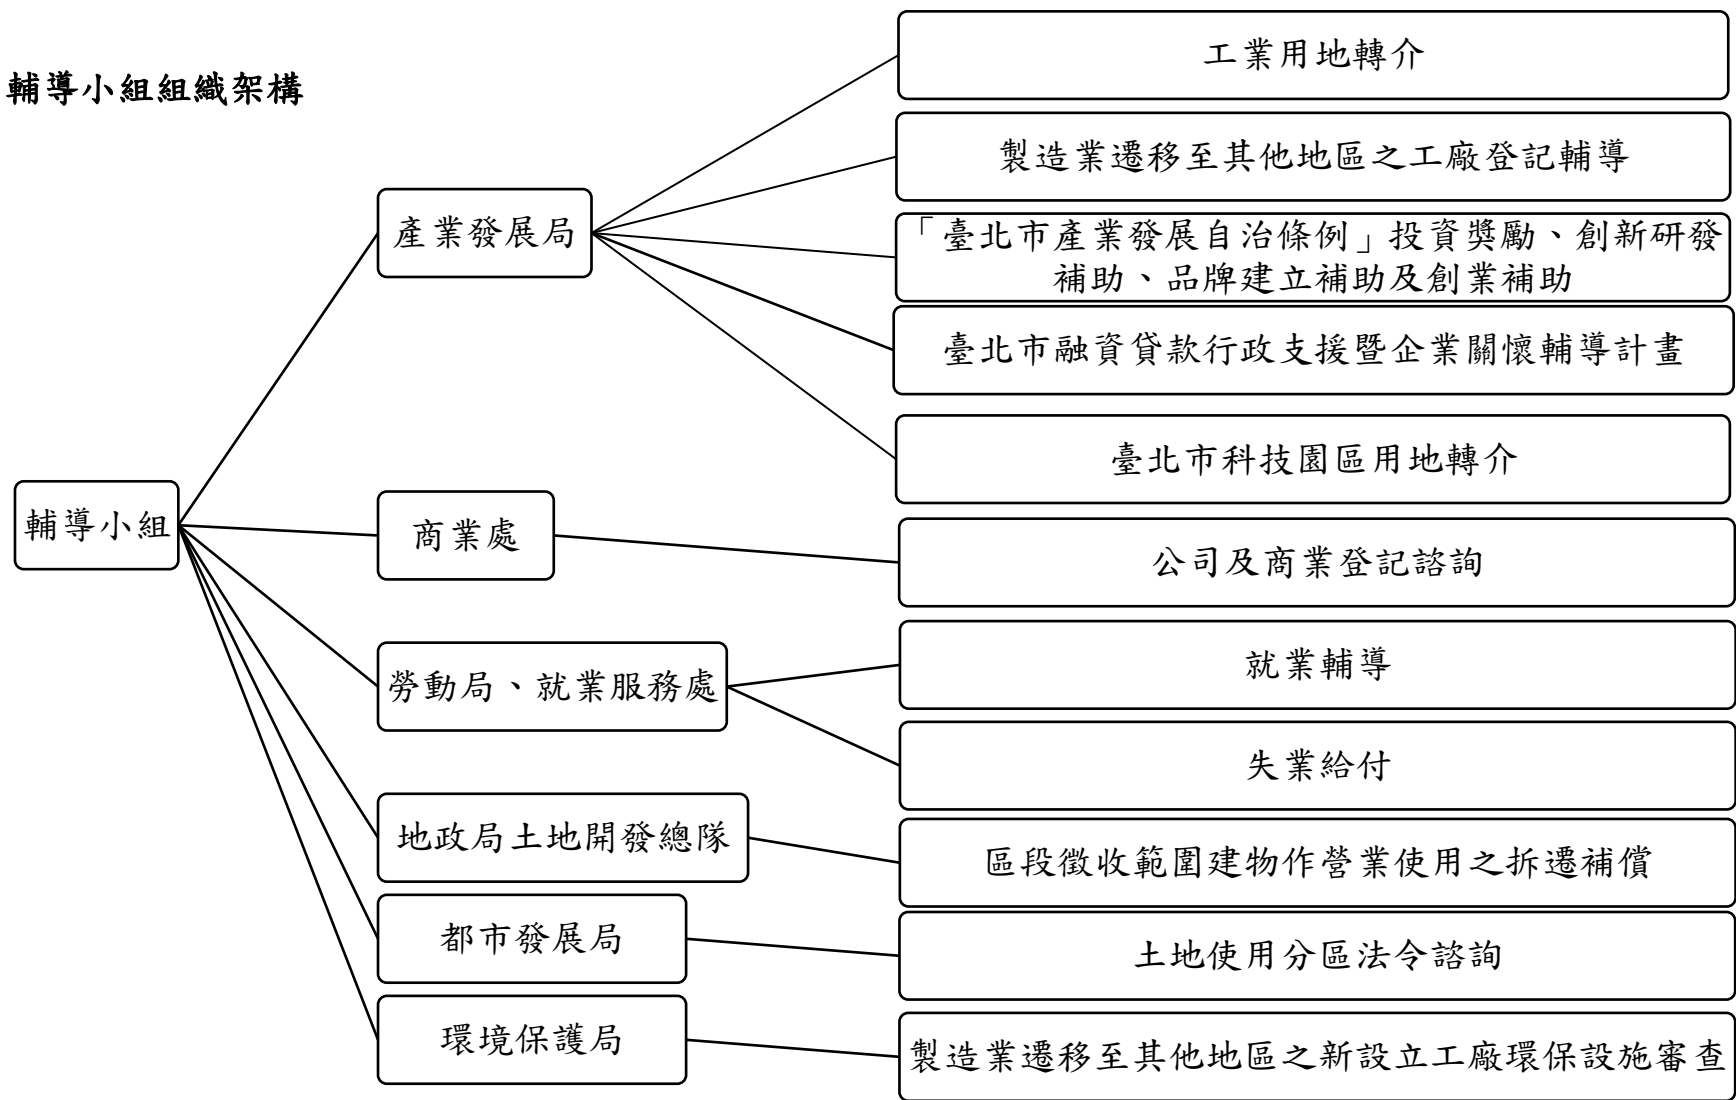 輔導小組組織架構
輔導小組
產業發展局
工業用地轉介
製造業遷移至其他地區之工廠登記輔導
「臺北市產業發展自治條例」投資獎勵、創新研發
補助、品牌建立補助及創業補助
臺北市融資貸款行政支援暨企業關懷輔導計畫
臺北市科技園區用地轉介
商業處
公司及商業登記諮詢
勞動局、就業服務處
就業輔導
失業給付
地政局土地開發總隊
區段徵收範圍建物作營業使用之拆遷補償
都市發展局
土地使用分區法令諮詢
環境保護局
製造業遷移至其他地區之新設立工廠環保設施審查